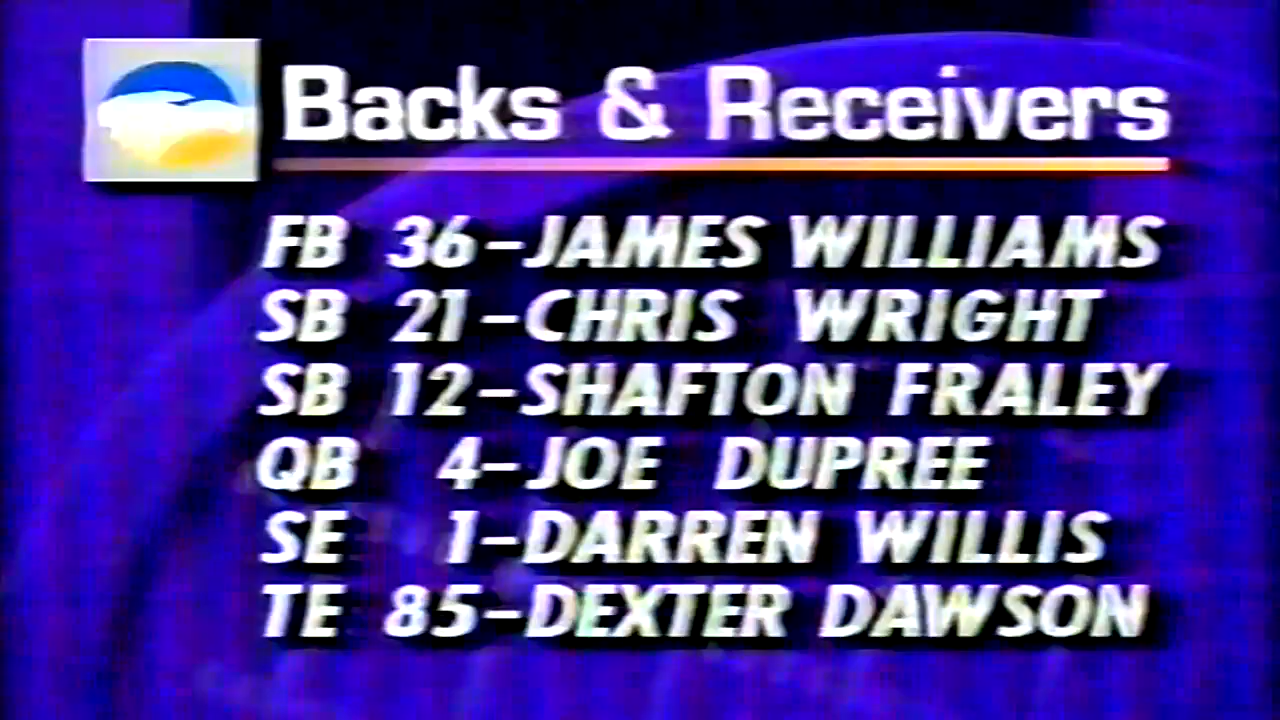 Backs & Receivers
FB 36-JAMES WILLIAMS
SB 21-CHRIS WRIGHT
SB 12-SHAFTON FRALEY
QB 4-JOE DUPREE
SE 1-DARREN WILLIS
TE 85-DEXTER DAWSON